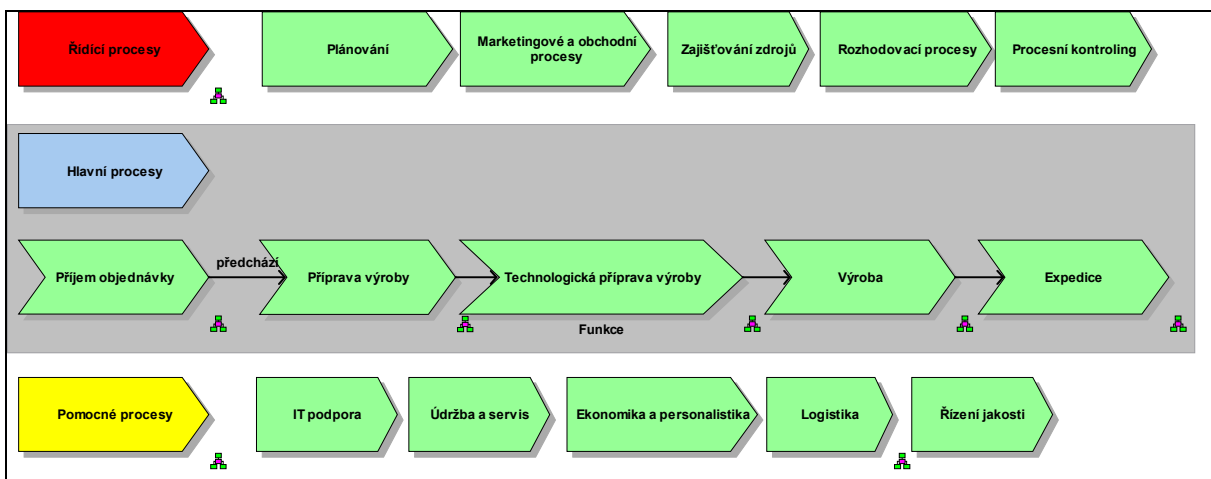 Řídící procesy
Plánování
Marketingové a obchodní
procesy
Zajišťování zdrojů
Rozhodovací procesy
Procesní kontroling
Hlavní procesy
Příjem objednávky
předchází
Příprava výroby
Technologická příprava výroby
Výroba
Expedice
Funkce
Pomocné procesy
IT podpora
Údržba a servis
Ekonomika a personalistika
Logistika
Řízení jakosti